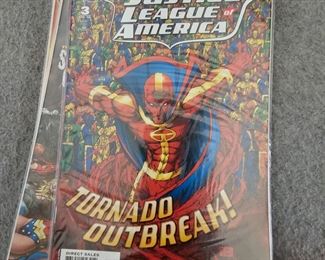 3
JUSTICE
LEAGUE OF
AMERICA
TORNADO
OUTBREAK!
DIRECT SALES